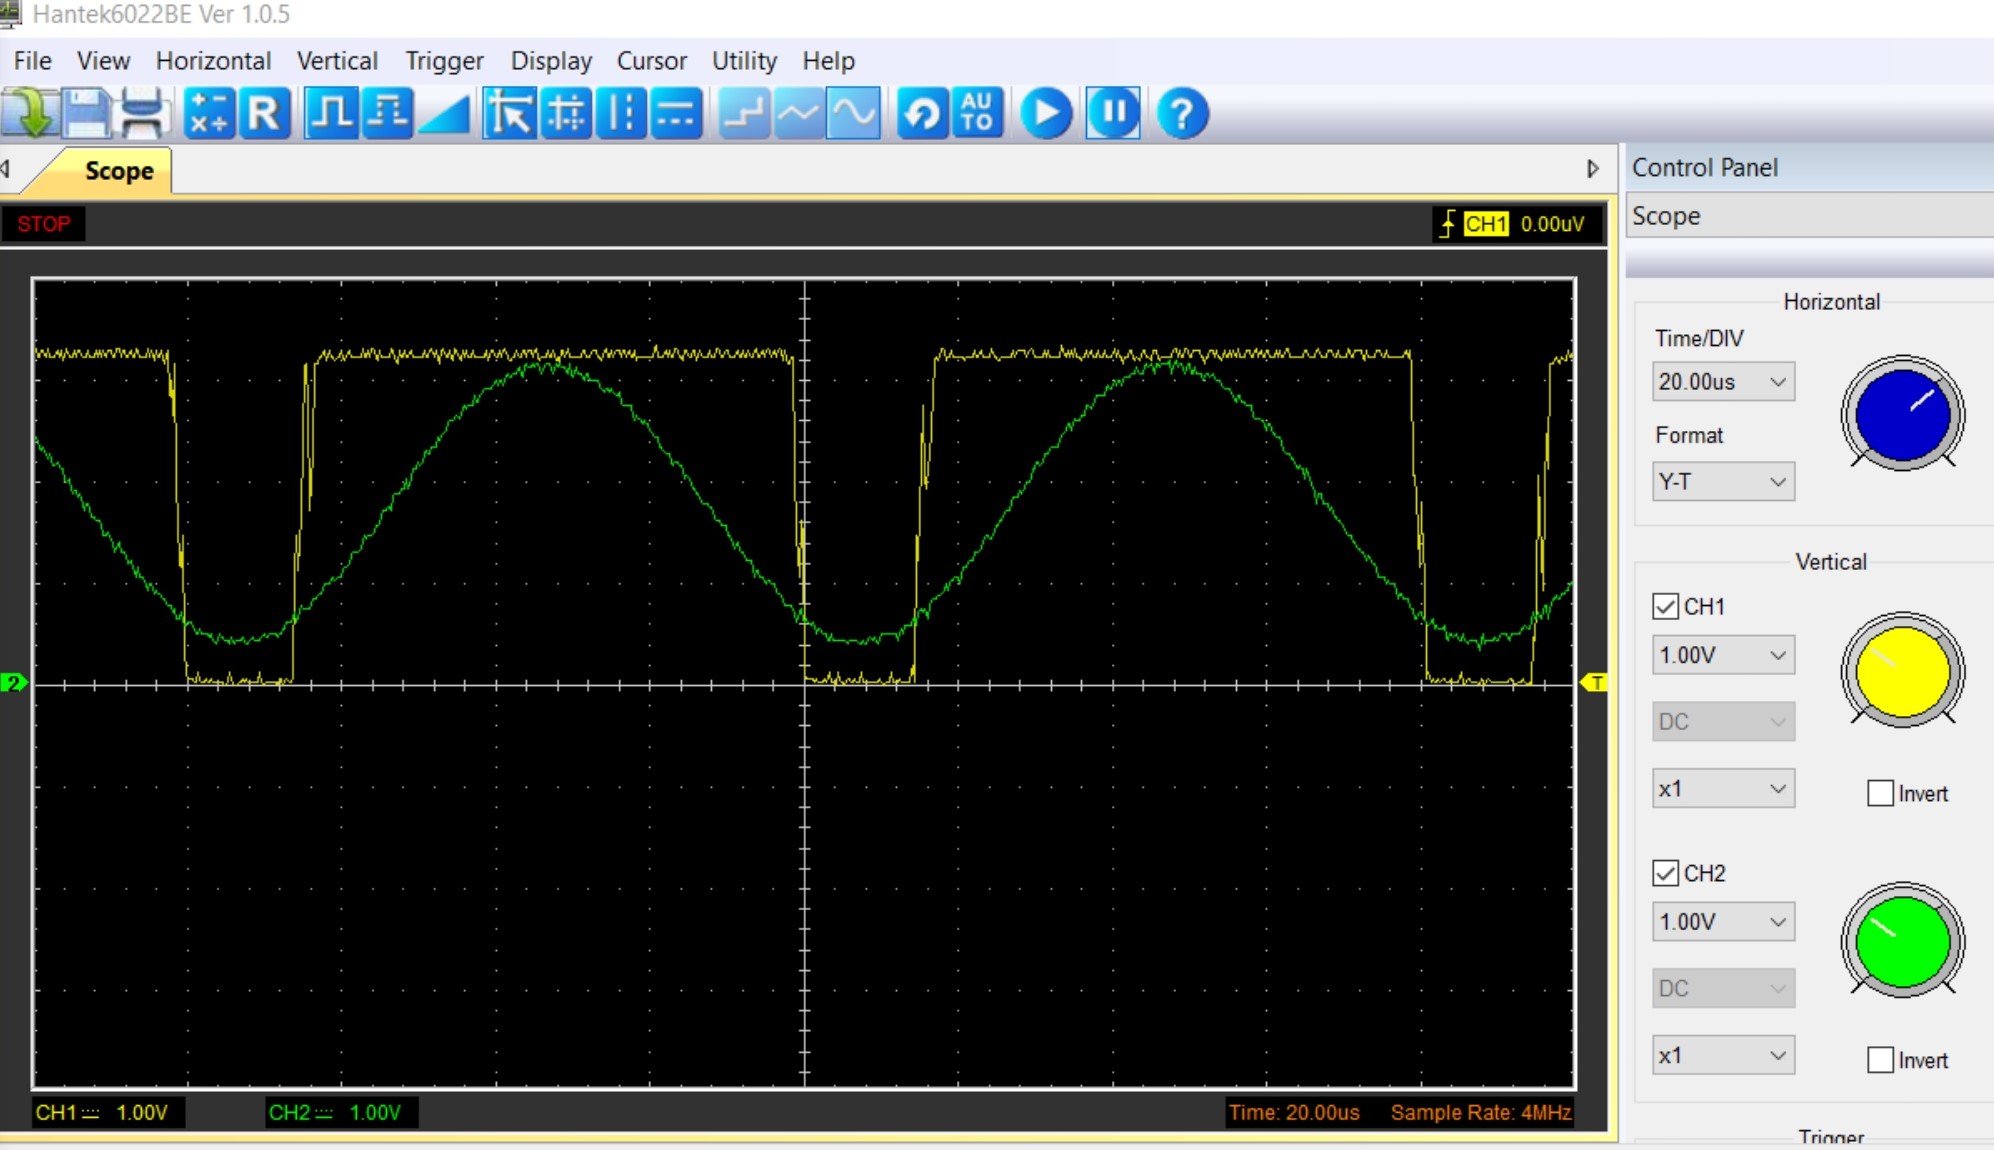 Hantek6022BE Ver 1.0.5
File View Horizontal Vertical Trigger Display Cursor Utility Help
+- ×÷ R AU TO ?
Scope
Control Panel
STOP
CH1 0.00uV
Scope
Horizontal
Time/DIV
20.00us
Format
Y-T
Vertical
CH1
1.00V
DC
x1
Invert
2
T
CH2
1.00V
DC
x1
Invert
CH1 1.00V CH2 1.00V Time: 20.00us Sample Rate: 4MHz
Trigger